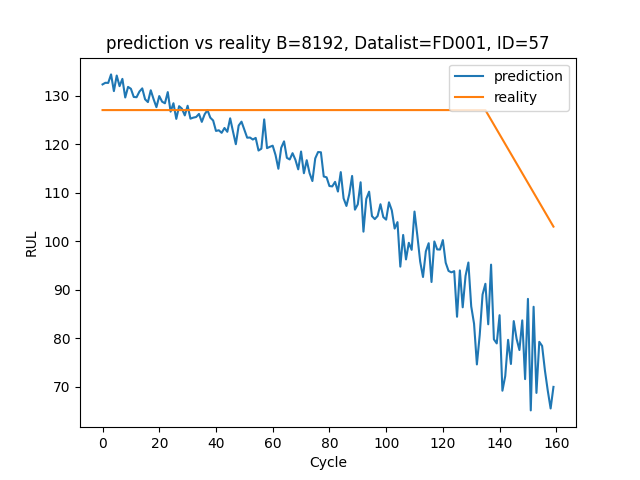 prediction vs reality B=8192, Datalist=FD001, ID=57
prediction
reality
RUL
130
120
110
100
90
80
70
0 20 40 60 80 100 120 140 160
Cycle